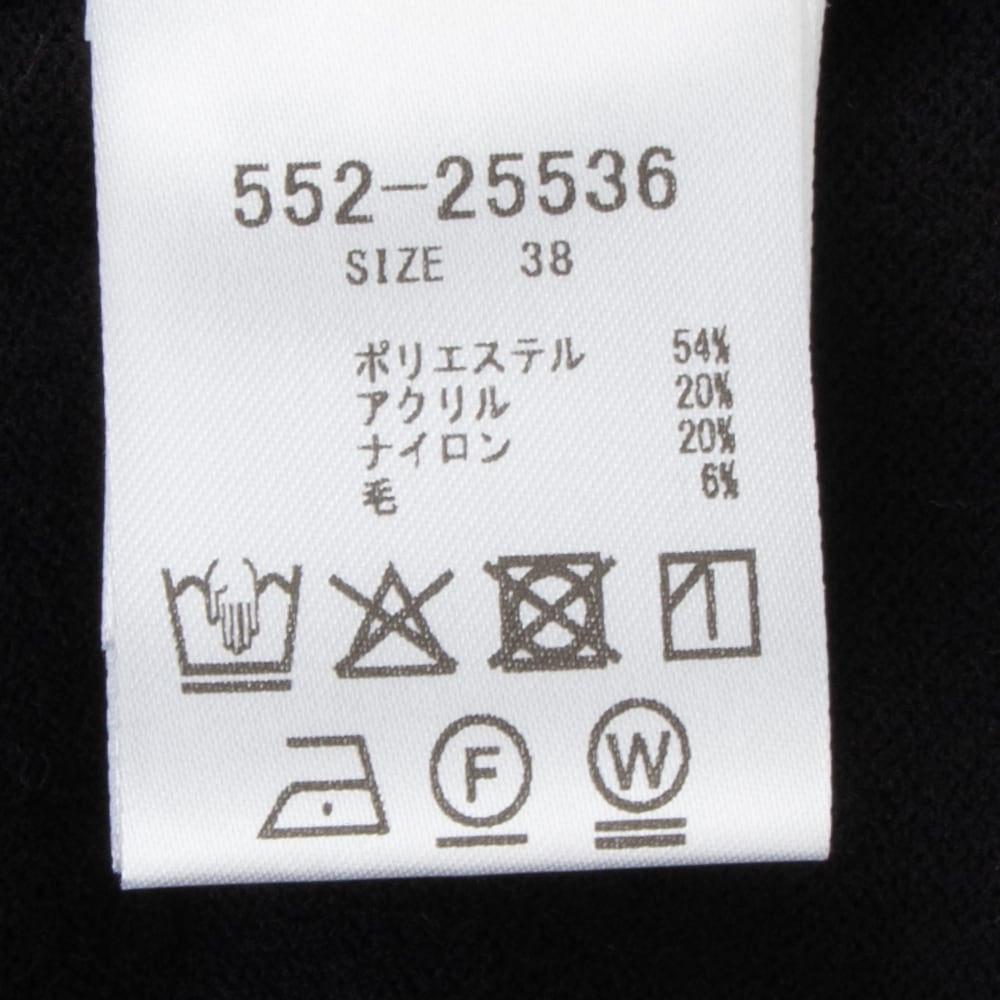 552-25536
SIZE 38
ポリエステル 54%
アクリル 20%
ナイロン 20%
毛 6%
F W